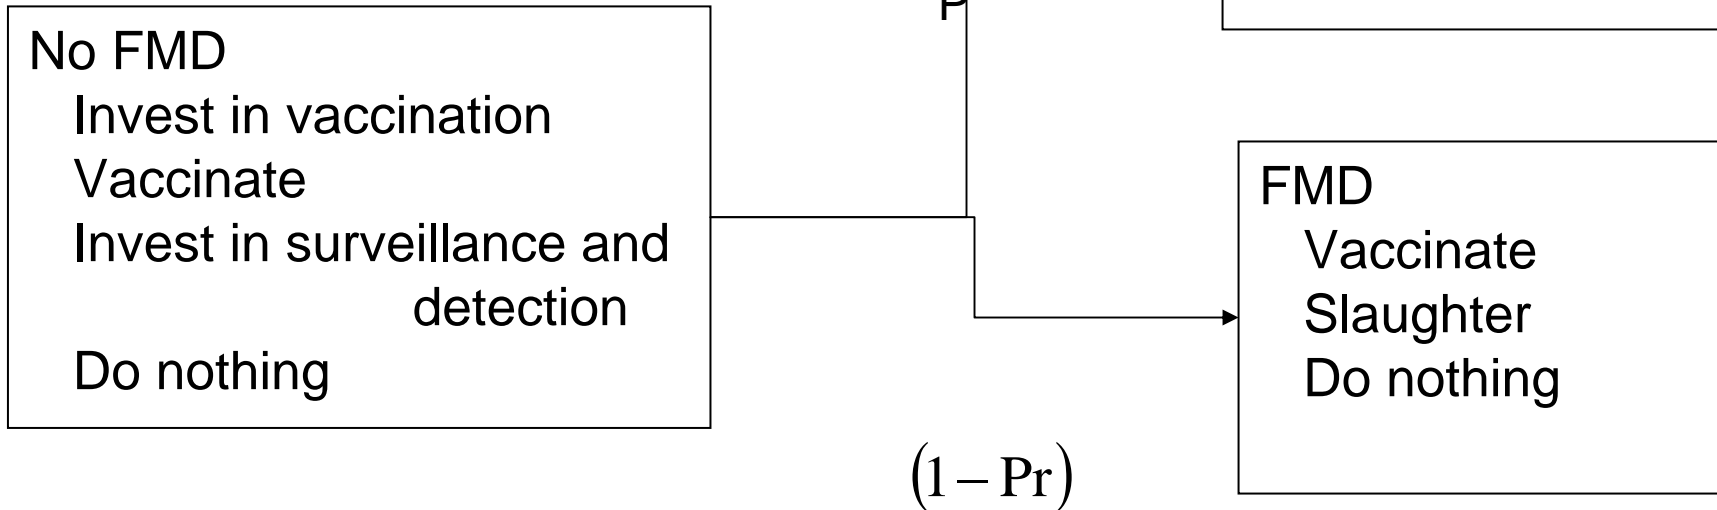 No FMD
Invest in vaccination
Vaccinate
Invest in surveillance and
detection
Do nothing
FMD
Vaccinate
Slaughter
Do nothing
(1 – Pr)